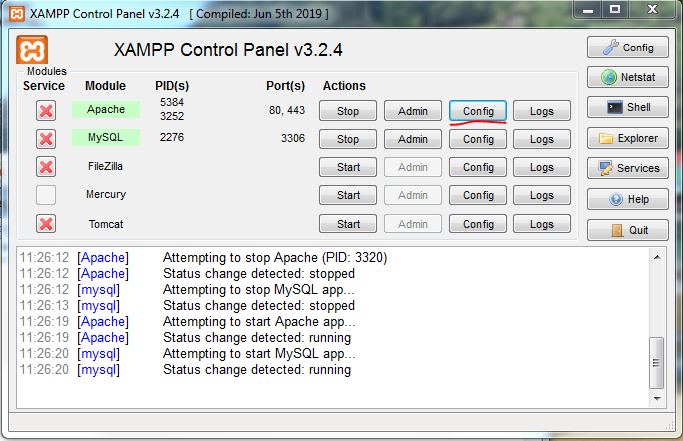 XAMPP Control Panel v3.2.4 [ Compiled: Jun 5th 2019 ]
XAMPP Control Panel v3.2.4
Config
Modules
Service Module PID(s) Port(s) Actions
Netstat
Apache 5384 3252 80, 443 Stop Admin Config Logs
Shell
MySQL 2276 3306 Stop Admin Config Logs
Explorer
FileZilla Start Admin Config Logs
Services
Mercury Start Admin Config Logs
Help
Tomcat Start Admin Config Logs
Quit
11:26:12 [Apache] Attempting to stop Apache (PID: 3320)
11:26:12 [Apache] Status change detected: stopped
11:26:12 [mysql] Attempting to stop MySQL app...
11:26:13 [mysql] Status change detected: stopped
11:26:19 [Apache] Attempting to start Apache app...
11:26:19 [Apache] Status change detected: running
11:26:20 [mysql] Attempting to start MySQL app...
11:26:20 [mysql] Status change detected: running